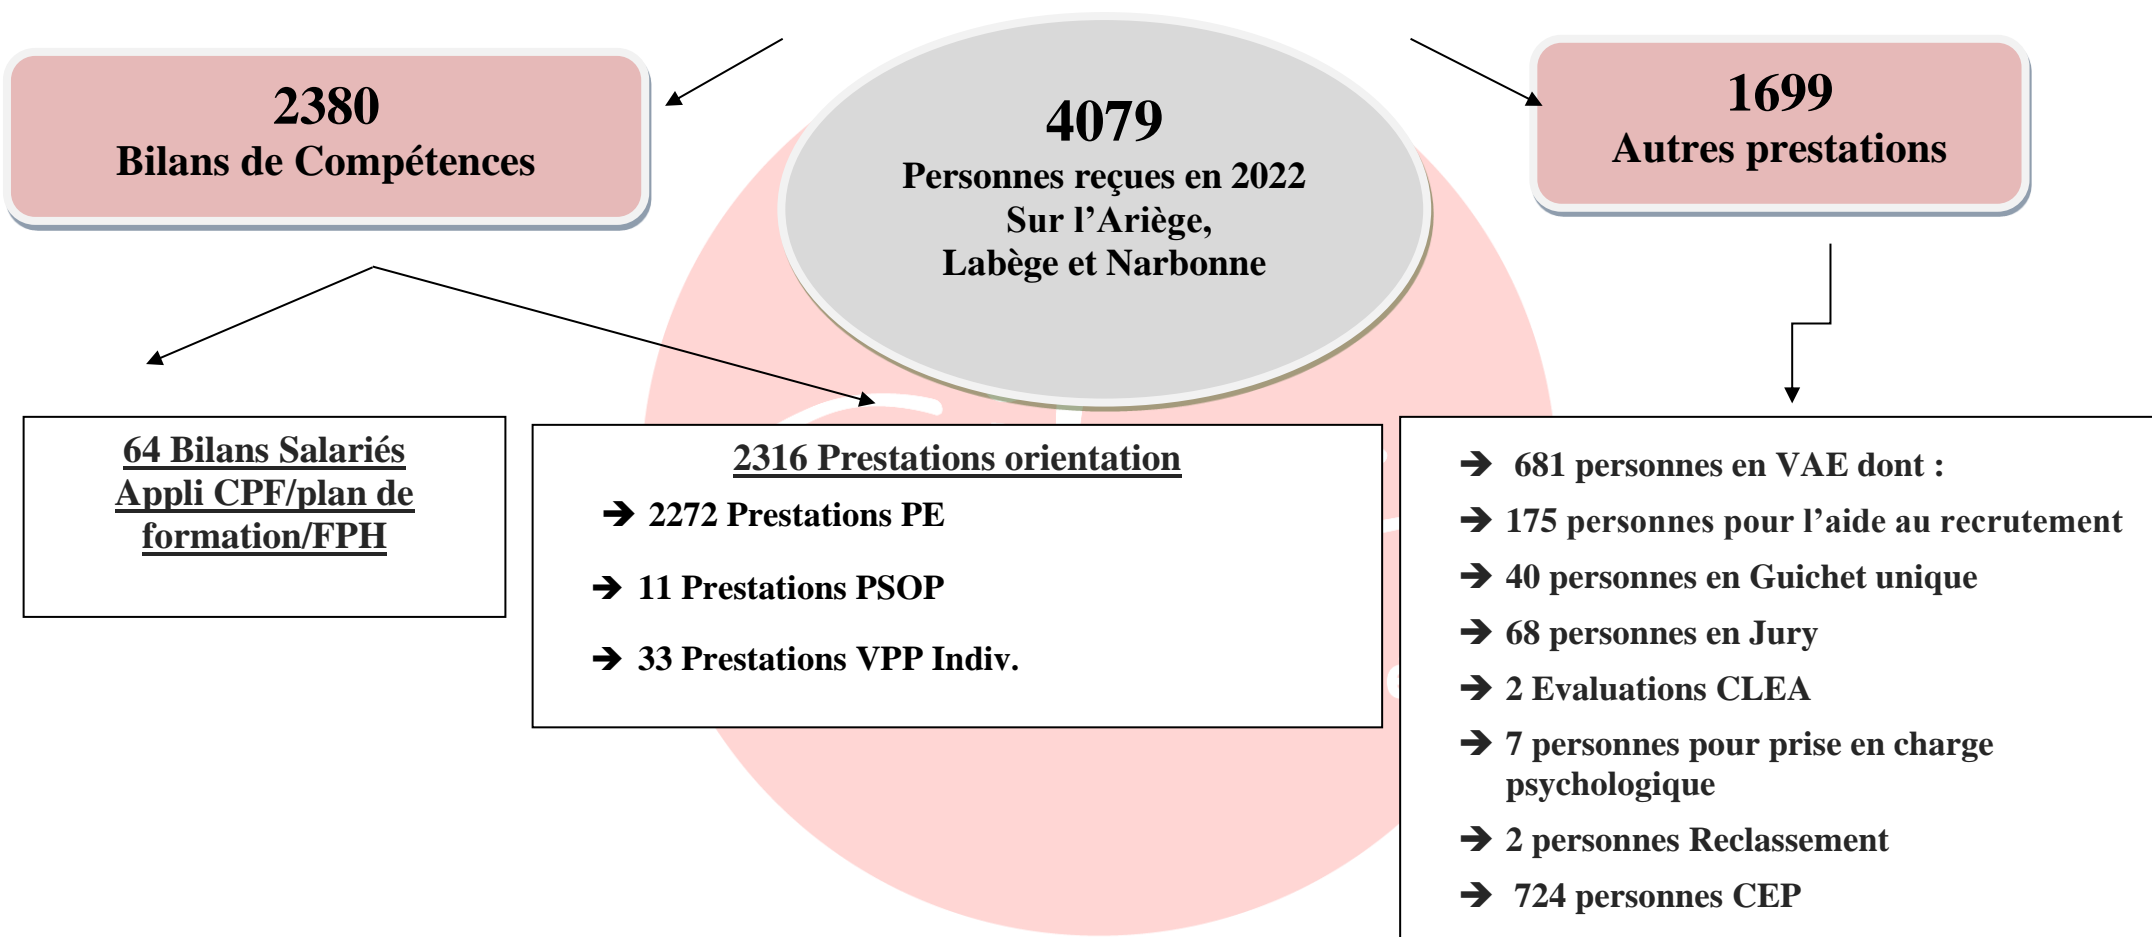 2380
Bilans de Compétences
4079
Personnes reçues en 2022
Sur l’Ariège,
Labège et Narbonne
1699
Autres prestations
64 Bilans Salariés
Appli CPF/plan de
formation/FPH
2316 Prestations orientation
➔ 2272 Prestations PE
➔ 11 Prestations PSOP
➔ 33 Prestations VPP Indiv.
➔ 681 personnes en VAE dont :
➔ 175 personnes pour l’aide au recrutement
➔ 40 personnes en Guichet unique
➔ 68 personnes en Jury
➔ 2 Evaluations CLEA
➔ 7 personnes pour prise en charge
psychologique
➔ 2 personnes Reclassement
➔ 724 personnes CEP